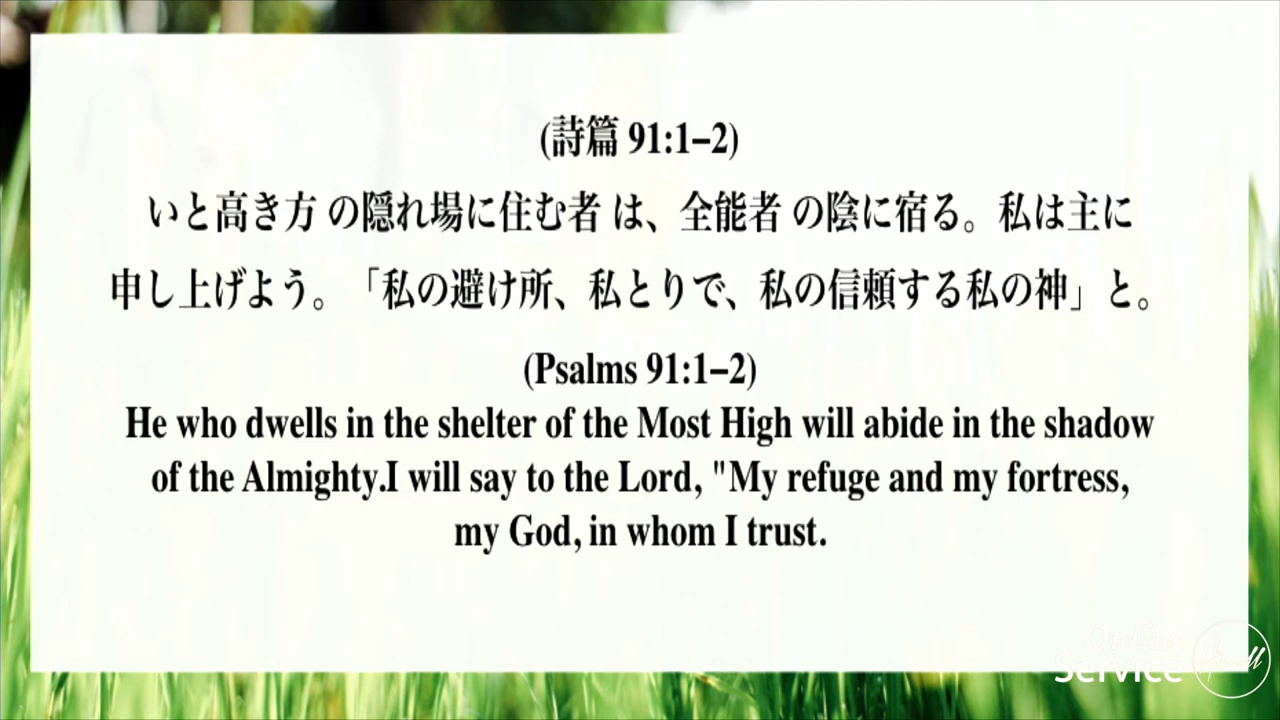 (詩篇 91:1–2)
いと高き方 の隠れ場に住む者 は、全能者 の陰に宿る。私は主に
申し上げよう。「私の避け所、私とりで、私の信頼する私の神」と。
(Psalms 91:1–2)
He who dwells in the shelter of the Most High will abide in the shadow
of the Almighty.I will say to the Lord, "My refuge and my fortress,
my God, in whom I trust.
Online
Service